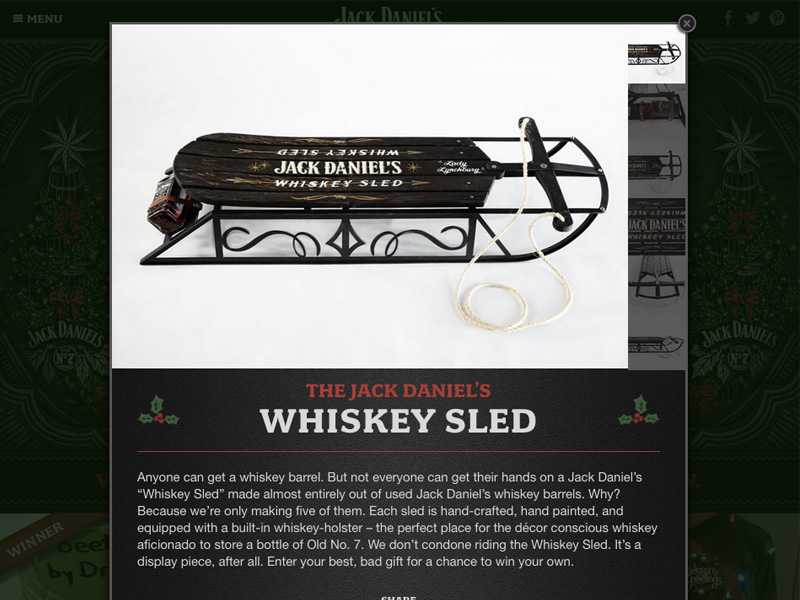 MENU
JACK DANIEL'S
WHISKEY SLED
JACK DANIEL'S
WHISKEY SLED
Lady
Lynchburg
JACK DANIEL'S
JACK DANIEL'S
Nº7
JACK DANIEL'S
Nº7
THE JACK DANIEL'S
WHISKEY SLED
Anyone can get a whiskey barrel. But not everyone can get their hands on a Jack Daniel's
“Whiskey Sled” made almost entirely out of used Jack Daniel's whiskey barrels. Why?
Because we're only making five of them. Each sled is hand-crafted, hand painted, and
equipped with a built-in whiskey-holster – the perfect place for the décor conscious whiskey
aficionado to store a bottle of Old No. 7. We don't condone riding the Whiskey Sled. It's a
display piece, after all. Enter your best, bad gift for a chance to win your own.
WINNER
by Dr
SHARE